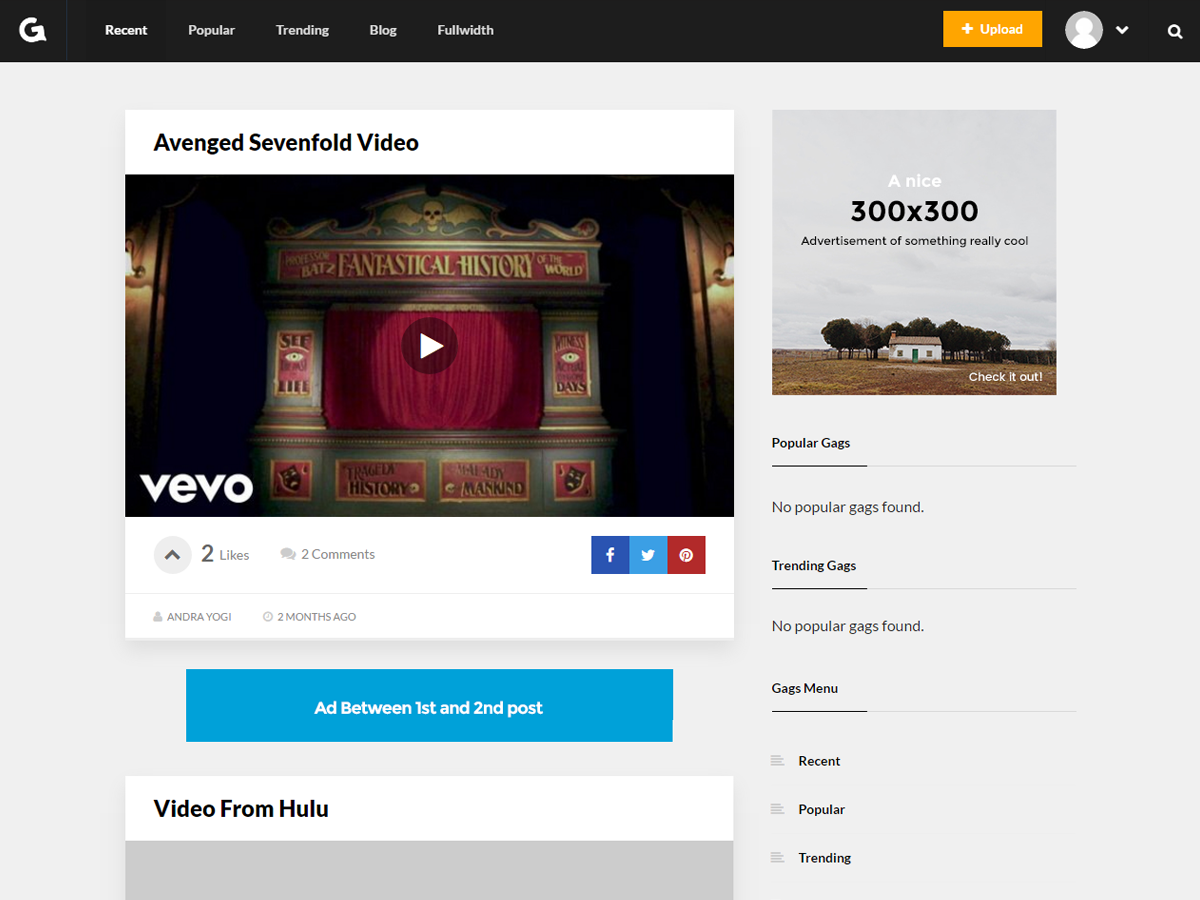 G
Recent
Popular
Trending
Blog
Fullwidth
Upload
Avenged Sevenfold Video
PROFESSOR BATZ FANTASTICAL HISTORY OF THE WORLD
SEE
LIFE
WITNESS
ACTUAL
DAYS
TRAGEDY
HISTORY
MALADY
MANKIND
vevo
2 Likes
2 Comments
ANDRA YOGI
2 MONTHS AGO
Ad Between 1st and 2nd post
Video From Hulu
A nice
300x300
Advertisement of something really cool
Check it out!
Popular Gags
No popular gags found.
Trending Gags
No popular gags found.
Gags Menu
Recent
Popular
Trending